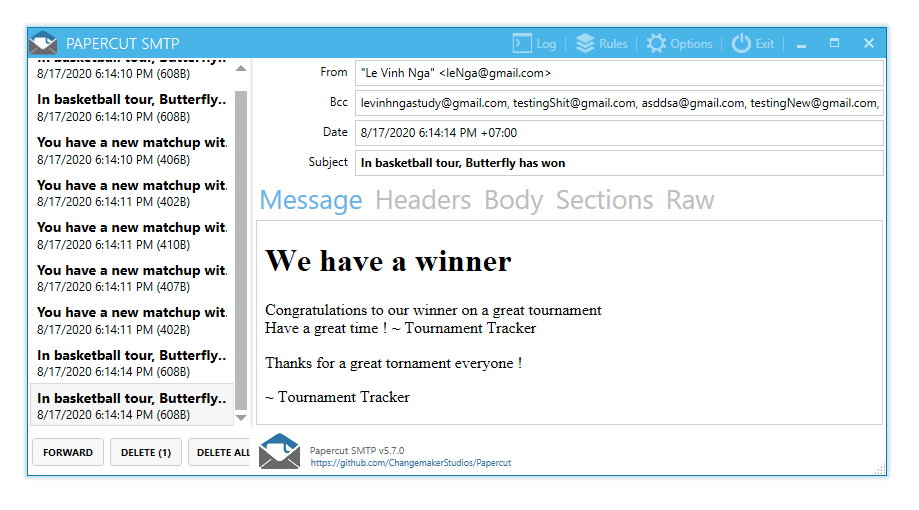 PAPERCUT SMTP
Log
Rules
Options
Exit
In basketball tour, Butterfly..
8/17/2020 6:14:10 PM (608B)
In basketball tour, Butterfly..
8/17/2020 6:14:10 PM (608B)
You have a new matchup wit.
8/17/2020 6:14:10 PM (406B)
You have a new matchup wit.
8/17/2020 6:14:11 PM (402B)
You have a new matchup wit.
8/17/2020 6:14:11 PM (410B)
You have a new matchup wit.
8/17/2020 6:14:11 PM (407B)
You have a new matchup wit.
8/17/2020 6:14:11 PM (402B)
In basketball tour, Butterfly..
8/17/2020 6:14:14 PM (608B)
In basketball tour, Butterfly..
8/17/2020 6:14:14 PM (608B)
FORWARD
DELETE (1)
DELETE ALL
From "Le Vinh Nga" <leNga@gmail.com>
Bcc levinhngastudy@gmail.com, testingShit@gmail.com, asddsa@gmail.com, testingNew@gmail.com,
Date 8/17/2020 6:14:14 PM +07:00
Subject In basketball tour, Butterfly has won
Message Headers Body Sections Raw
We have a winner
Congratulations to our winner on a great tournament
Have a great time ! ~ Tournament Tracker
Thanks for a great tornament everyone !
~ Tournament Tracker
Papercut SMTP v5.7.0
https://github.com/ChangemakerStudios/Papercut